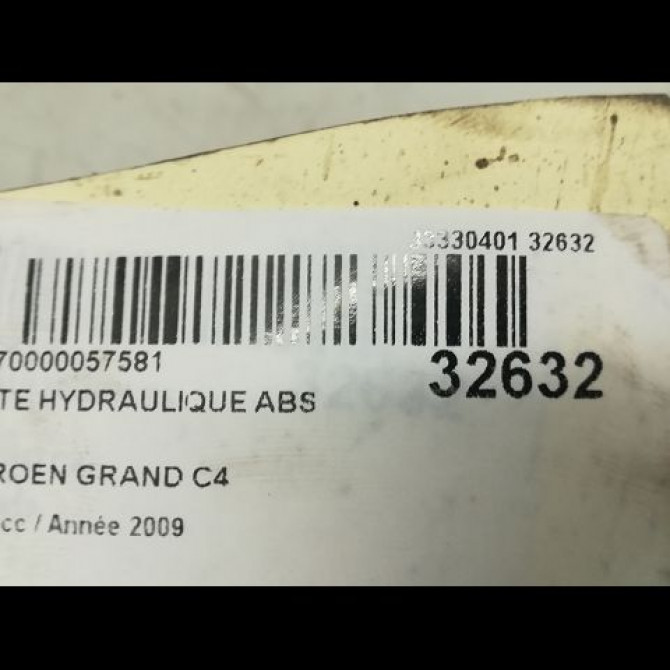 32632
70000057581
32632
TE HYDRAULIQUE ABS
ROEN GRAND C4
cc / Année 2009